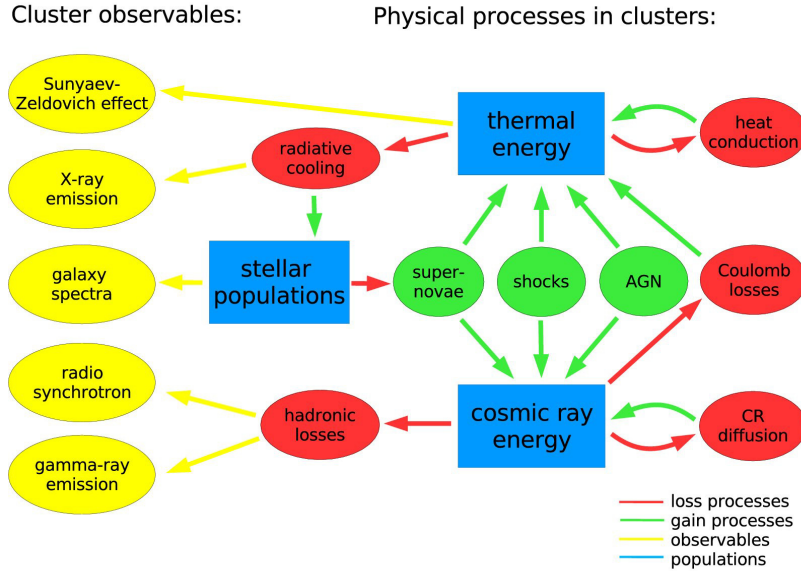 Cluster observables:
Physical processes in clusters:
Sunyaev-
Zeldovich effect
thermal
energy
heat
conduction
radiative
cooling
X-ray
emission
galaxy
spectra
stellar
populations
super-
novae
shocks
AGN
Coulomb
losses
radio
synchrotron
hadronic
losses
cosmic ray
energy
CR
diffusion
gamma-ray
emission
loss processes
gain processes
observables
populations